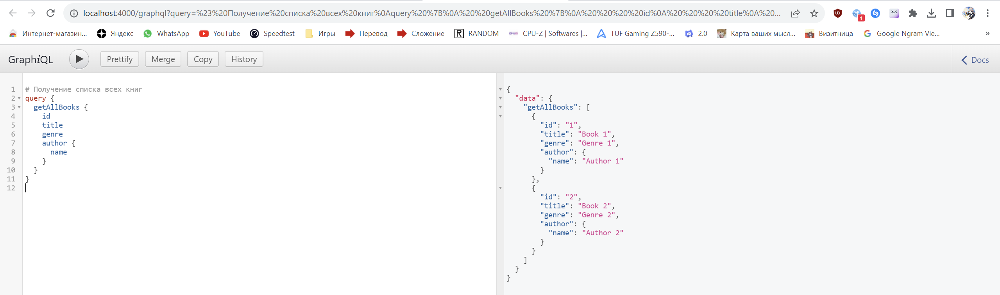 localhost:4000/graphql?query=%23%20Получение%20списка%20всех%20книг%0Aquery%20%7B%0A%20%20getAllBooks%20%7B%0A%20%20%20%20id%0A%20%20%20%20title%0A%20%20...
1
Интернет-магазин... Яндекс WhatsApp YouTube Speedtest Игры Перевод Сложение R RANDOM CPU-Z | Softwares |... TUF Gaming Z590-... 2.0 Карта ваших мысл... Визитница Google Ngram Vie... »
GraphiQL Prettify Merge Copy History Docs
1 # Получение списка всех книг
2 query {
3 getAllBooks {
4 id
5 title
6 genre
7 author {
8 name
9 }
10 }
11 }
12
{
"data": {
"getAllBooks": [
{
"id": "1",
"title": "Book 1",
"genre": "Genre 1",
"author": {
"name": "Author 1"
}
},
{
"id": "2",
"title": "Book 2",
"genre": "Genre 2",
"author": {
"name": "Author 2"
}
}
]
}
}